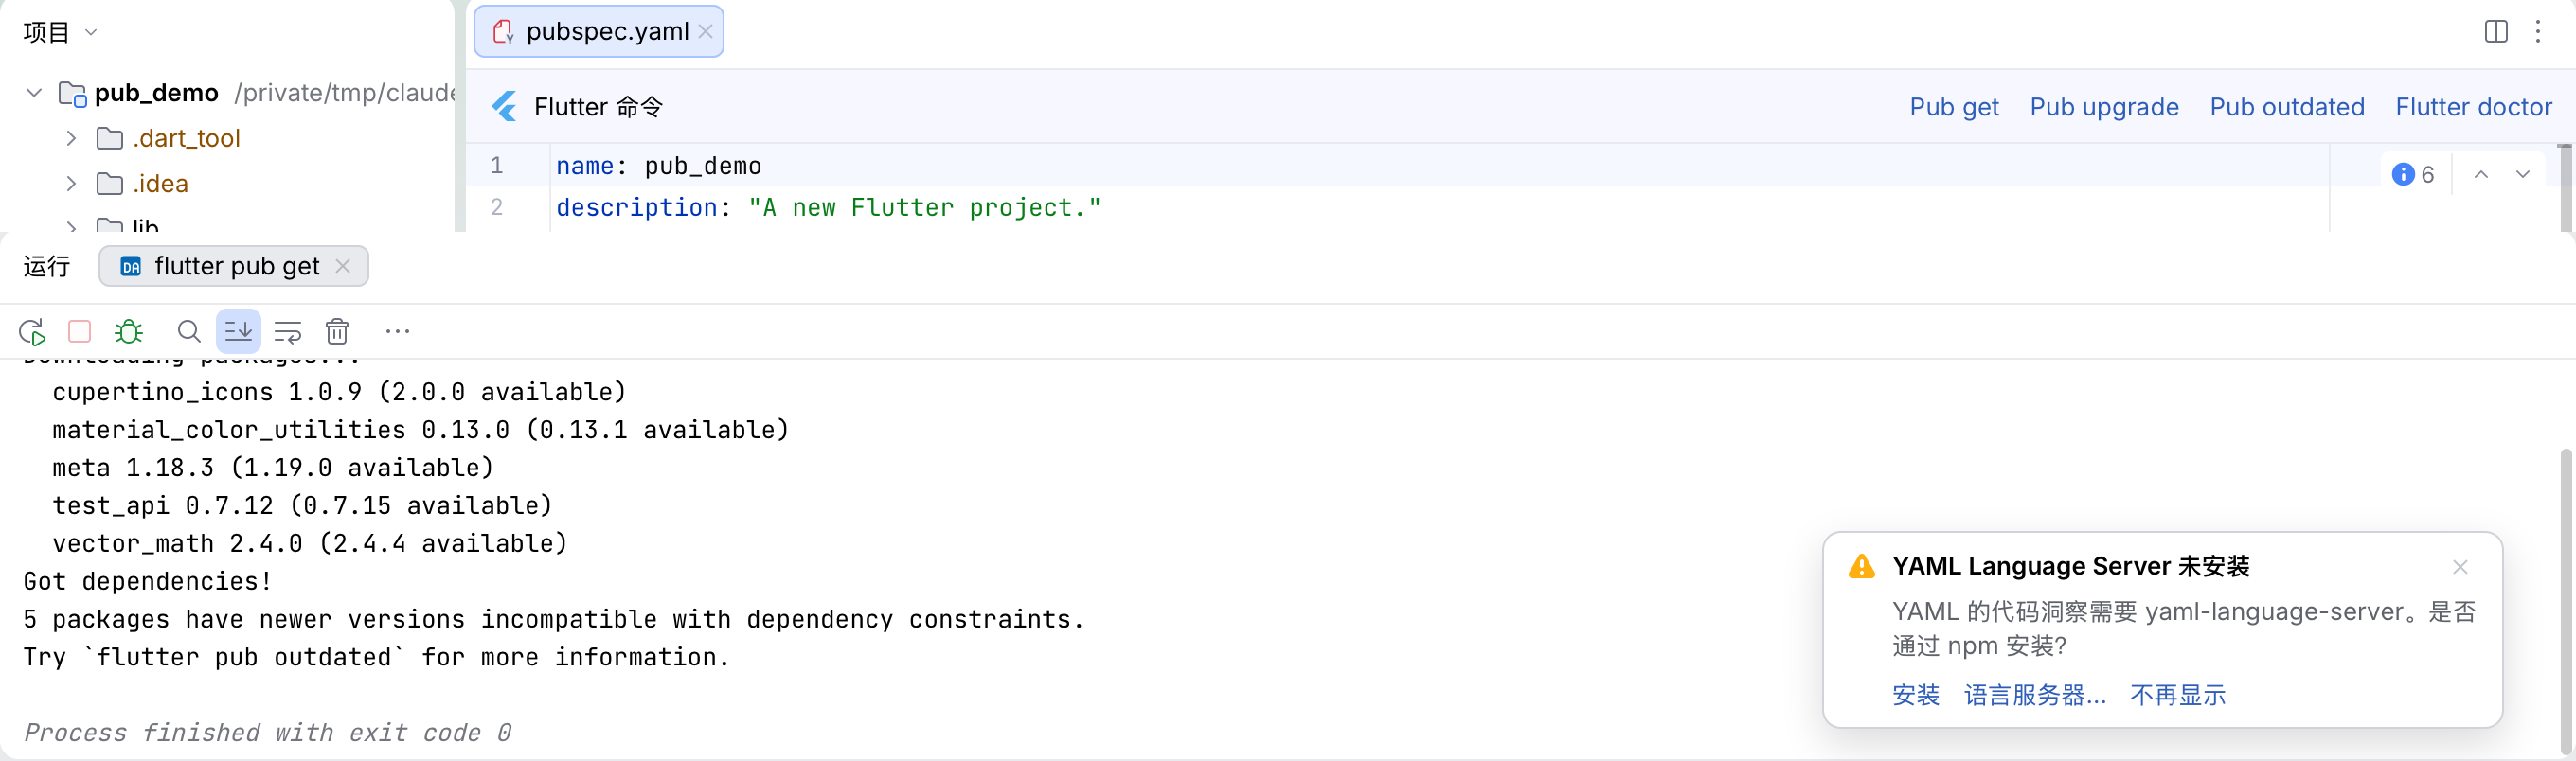 项目
pub_demo /private/tmp/claude
.dart_tool
.idea
lib
pubspec.yaml
Flutter 命令
Pub get Pub upgrade Pub outdated Flutter doctor
1 name: pub_demo
6
2 description: "A new Flutter project."
运行
flutter pub get
Downloading packages...
cupertino_icons 1.0.9 (2.0.0 available)
material_color_utilities 0.13.0 (0.13.1 available)
meta 1.18.3 (1.19.0 available)
test_api 0.7.12 (0.7.15 available)
vector_math 2.4.0 (2.4.4 available)
Got dependencies!
5 packages have newer versions incompatible with dependency constraints.
Try `flutter pub outdated` for more information.
Process finished with exit code 0
YAML Language Server 未安装
YAML 的代码洞察需要 yaml-language-server。是否
通过 npm 安装?
安装 语言服务器... 不再显示